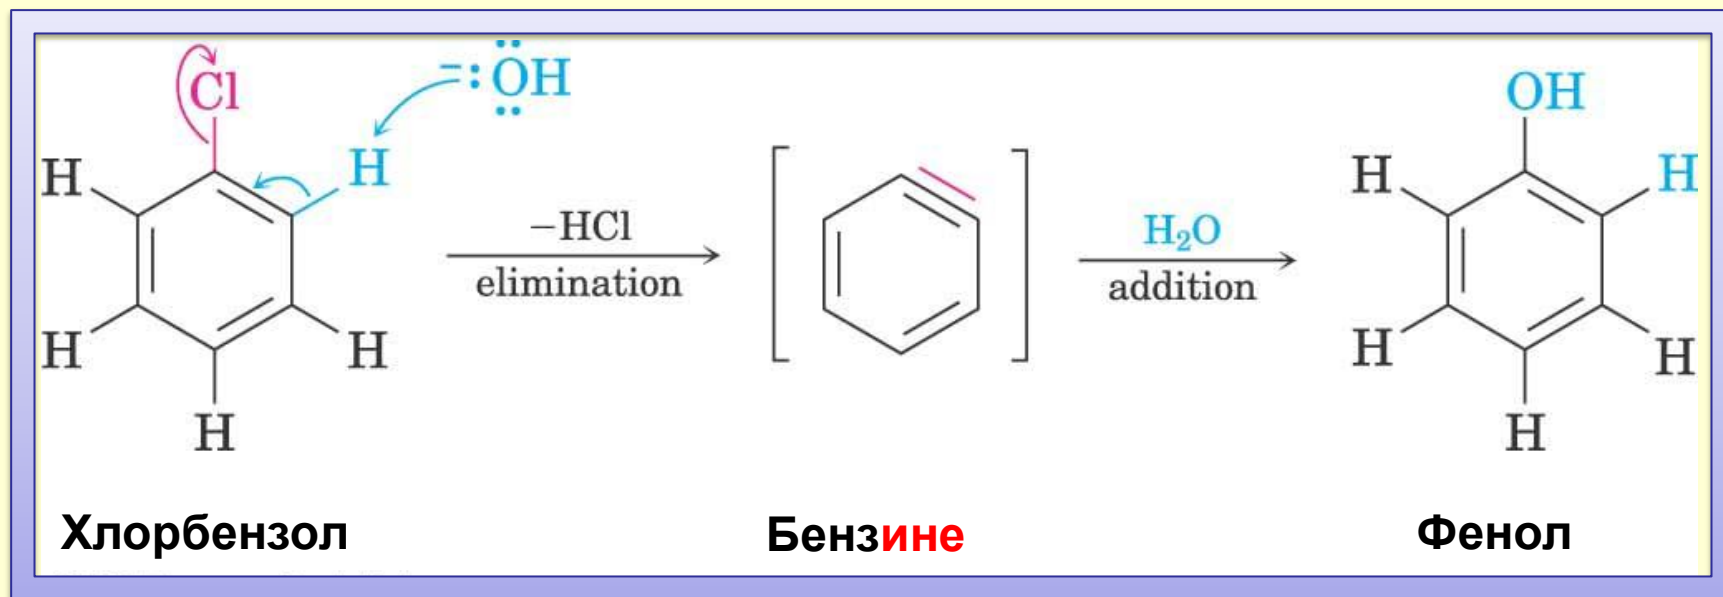 Cl
−:ÖH
H
H
H
H
H
−HCl
elimination
H₂O
addition
OH
H
H
H
H
H
Хлорбензол
Бензине
Фенол